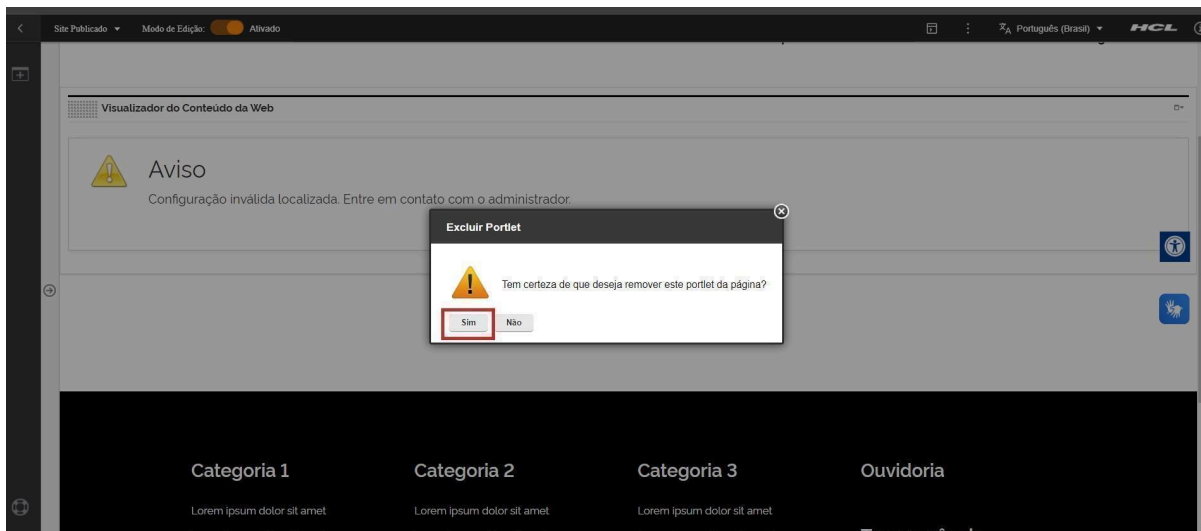 Site Publicado
Modo de Edição:
Ativado
Português (Brasil)
HCL
Visualizador do Conteúdo da Web
Aviso
Configuração inválida localizada. Entre em contato com o administrador.
Excluir Portlet
Tem certeza de que deseja remover este portlet da página?
Sim
Não
Categoria 1
Categoria 2
Categoria 3
Ouvidoria
Lorem ipsum dolor sit amet
Lorem ipsum dolor sit amet
Lorem ipsum dolor sit amet